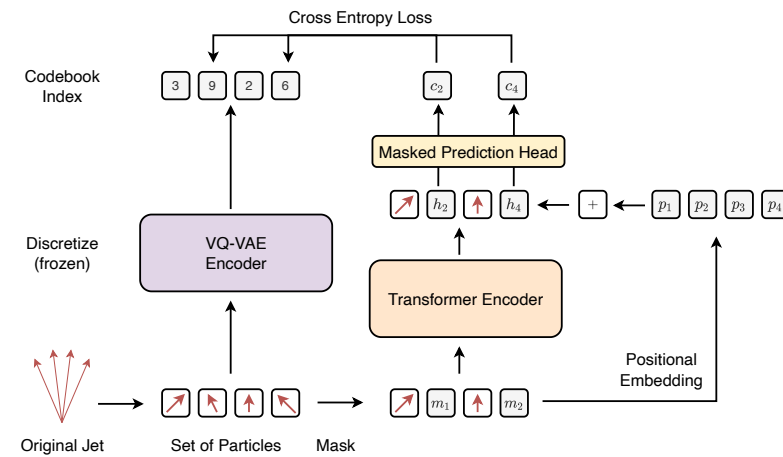 Cross Entropy Loss
Codebook
Index
3 9 2 6
c2 c4
Masked Prediction Head
h2 h4 + p1 p2 p3 p4
Discretize
(frozen)
VQ-VAE
Encoder
Transformer Encoder
Positional
Embedding
m1 m2
Original Jet
Set of Particles
Mask